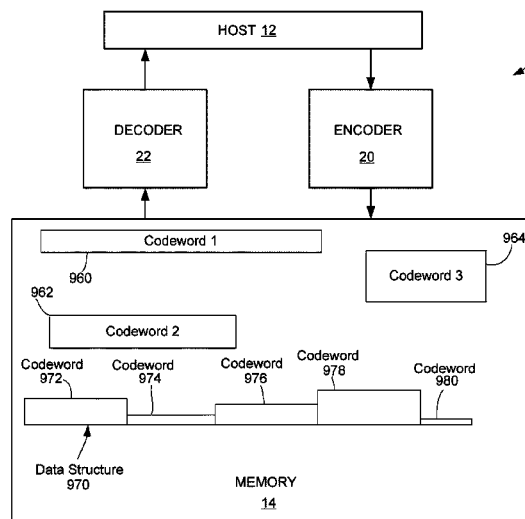 HOST 12
DECODER
22
ENCODER
20
Codeword 1
960
964
Codeword 3
962
Codeword 2
Codeword
972
Codeword
974
Codeword
976
Codeword
978
Codeword
980
Data Structure
970
MEMORY
14